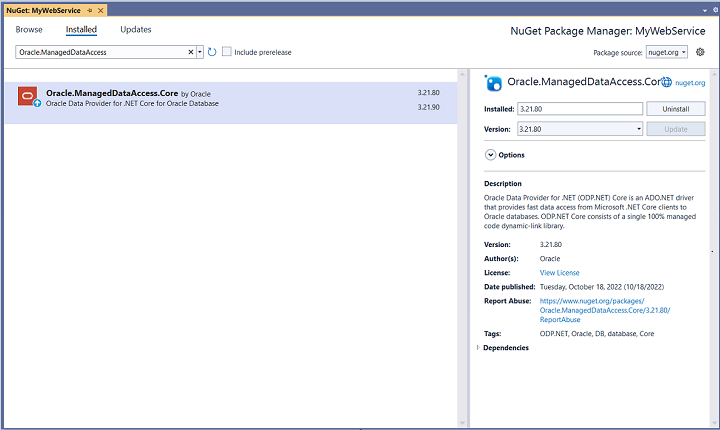 NuGet: MyWebService
Browse Installed Updates
NuGet Package Manager: MyWebService
Oracle.ManagedDataAccess
Include prerelease
Package source: nuget.org
Oracle.ManagedDataAccess.Core by Oracle
Oracle Data Provider for .NET Core for Oracle Database
3.21.80
3.21.90
Oracle.ManagedDataAccess.Cor
nuget.org
Installed: 3.21.80 Uninstall
Version: 3.21.80 Update
Options
Description
Oracle Data Provider for .NET (ODP.NET) Core is an ADO.NET driver
that provides fast data access from Microsoft .NET Core clients to
Oracle databases. ODP.NET Core consists of a single 100% managed
code dynamic-link library.
Version: 3.21.80
Author(s): Oracle
License: View License
Date published: Tuesday, October 18, 2022 (10/18/2022)
Report Abuse: https://www.nuget.org/packages/
Oracle.ManagedDataAccess.Core/3.21.80/
ReportAbuse
Tags: ODP.NET, Oracle, DB, database, Core
Dependencies